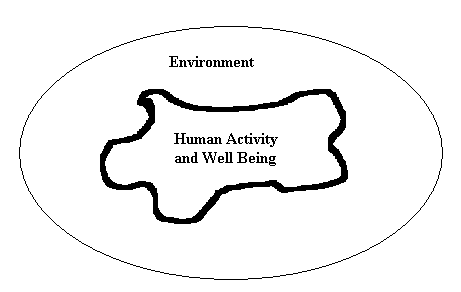 Environment
Human Activity
and Well Being